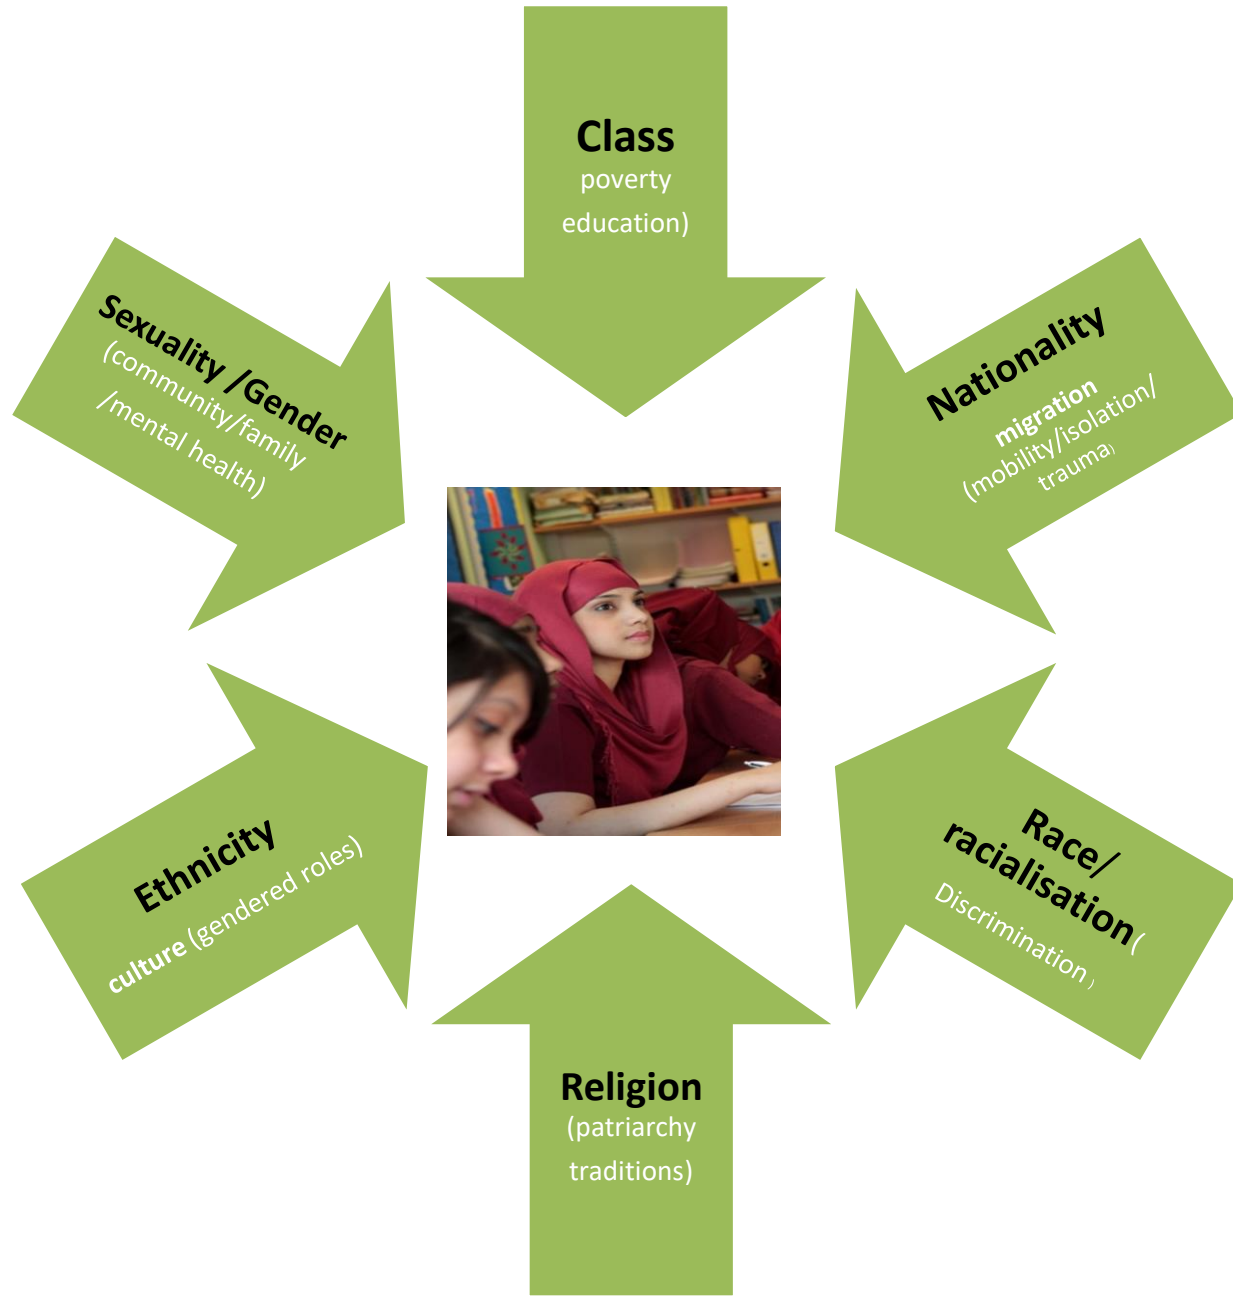 Class
poverty
education)
Sexuality /Gender
(community/family
/mental health)
Nationality
migration
(mobility/isolation/
trauma)
Ethnicity
culture (gendered roles)
Race/
racialisation(
Discrimination )
Religion
(patriarchy
traditions)